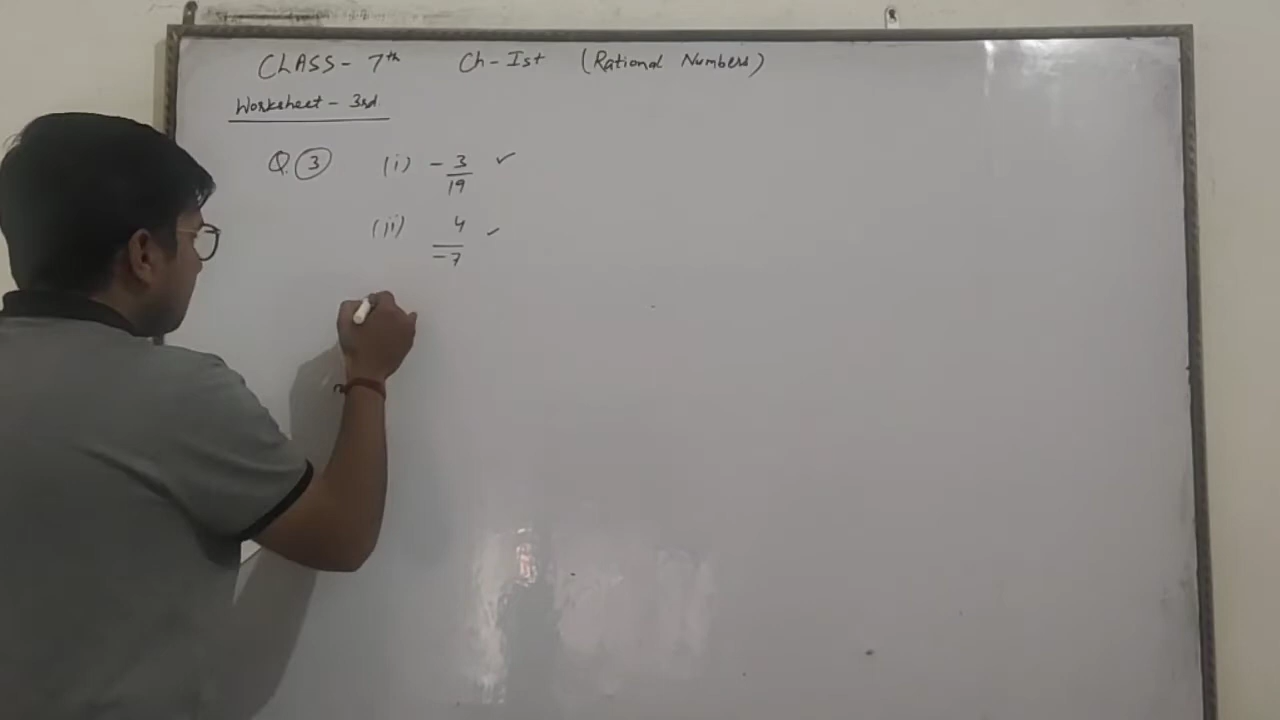 CLASS - 7th Ch - Ist (Rational Numbers)
Worksheet - 3rd
Q. 3 (i) - 3/19 ✓
(ii) 4/-7 ✓